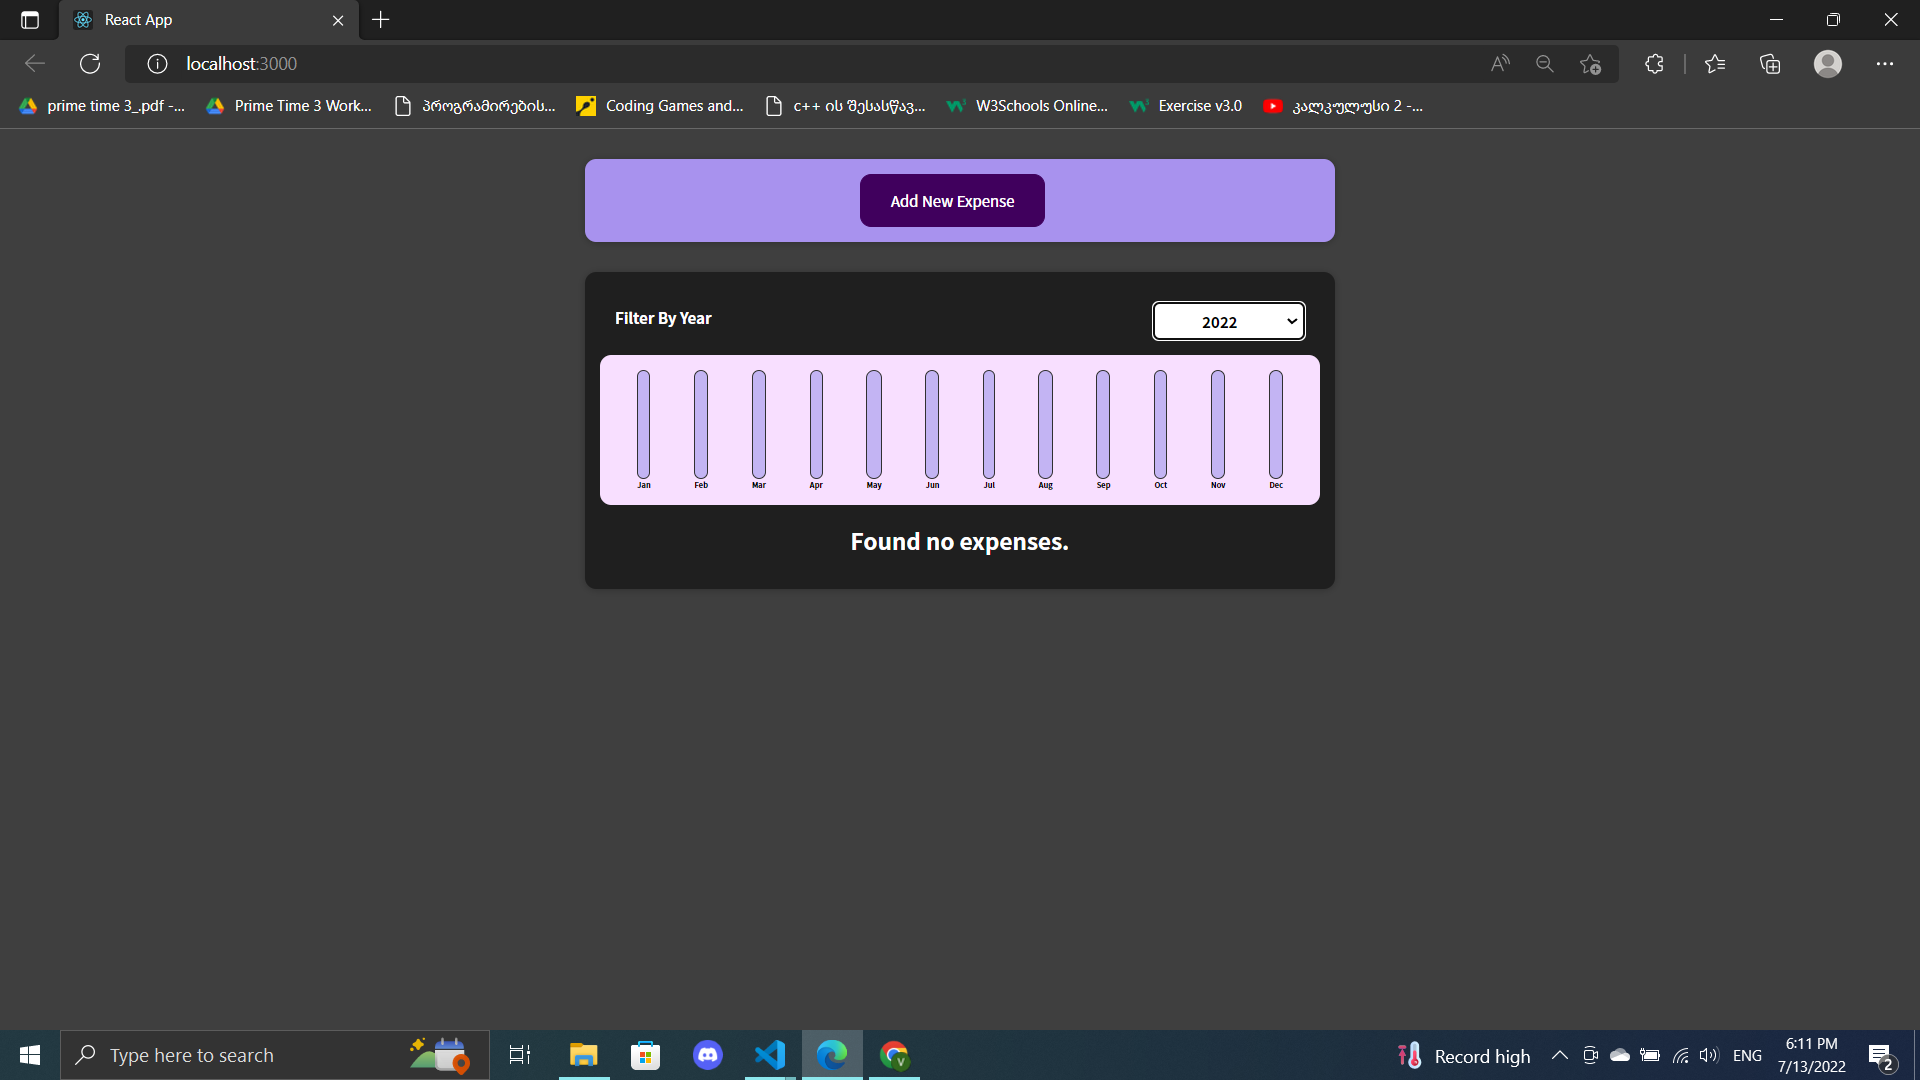 React App
localhost:3000
prime time 3_.pdf -...
Prime Time 3 Work...
პროგრამირების...
Coding Games and...
c++ ის შესასწავ...
W3Schools Online...
Exercise v3.0
კალკულუსი 2 -...
Add New Expense
Filter By Year
2022
Jan Feb Mar Apr May Jun Jul Aug Sep Oct Nov Dec
Found no expenses.
Type here to search
Record high
ENG
6:11 PM
7/13/2022
2